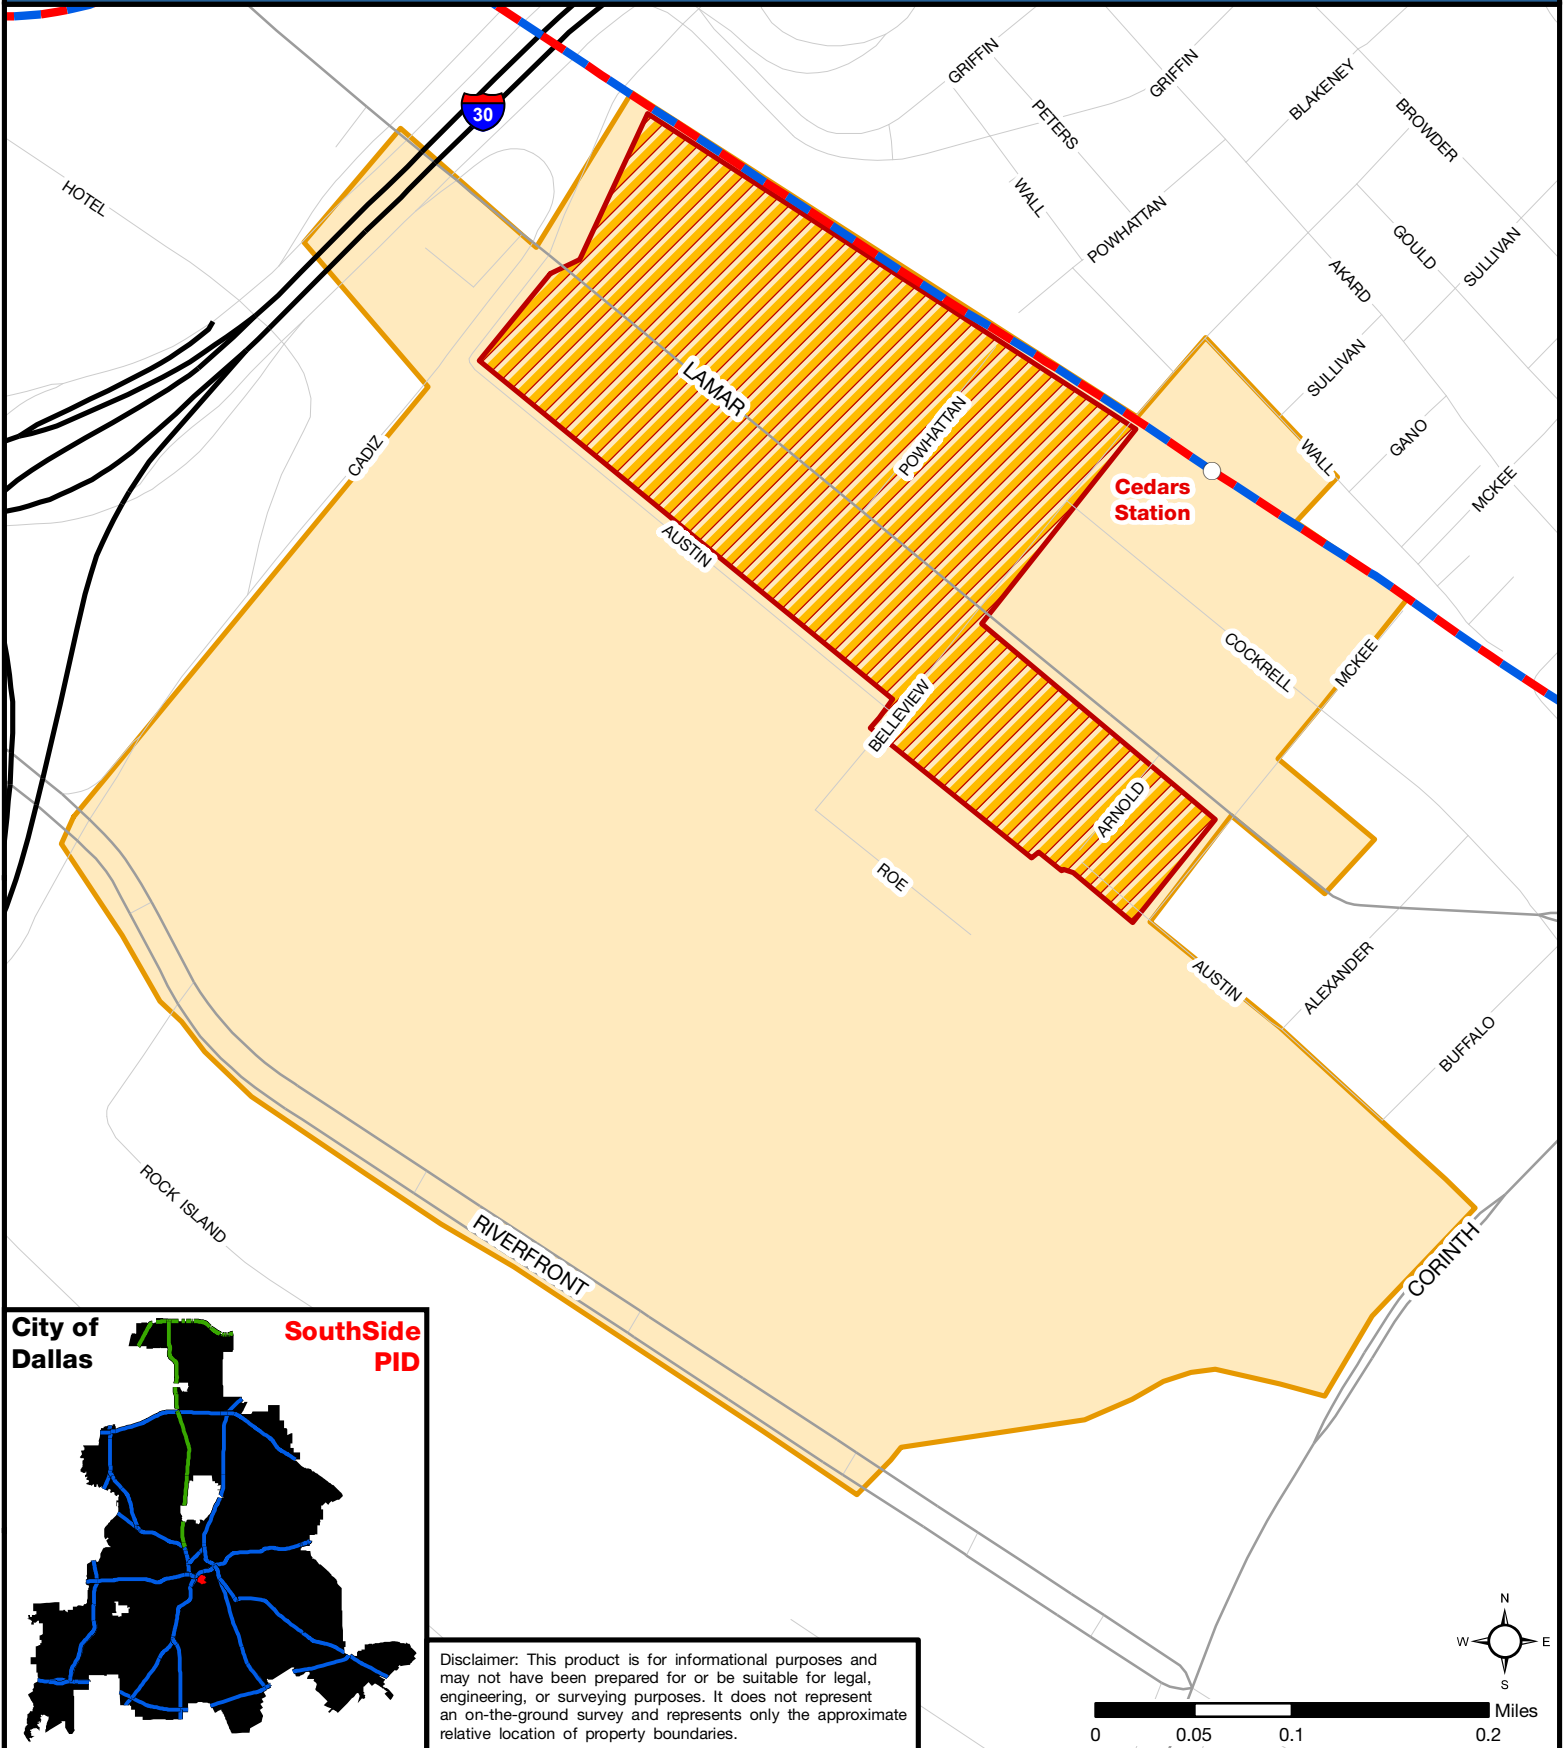 30
GRIFFIN
GRIFFIN
BLAKENEY
BROWDER
PETERS
HOTEL
WALL
POWHATTAN
GOULD
SULLIVAN
AKARD
SULLIVAN
LAMAR
POWHATTAN
CADIZ
WALL
GANO
MCKEE
Cedars
Station
AUSTIN
COCKRELL
MCKEE
BELLEVIEW
ARNOLD
ROE
AUSTIN
ALEXANDER
BUFFALO
ROCK ISLAND
RIVERFRONT
CORINTH
City of
Dallas
SouthSide
PID
Disclaimer: This product is for informational purposes and
may not have been prepared for or be suitable for legal,
engineering, or surveying purposes. It does not represent
an on-the-ground survey and represents only the approximate
relative location of property boundaries.
N
W
E
S
Miles
0
0.05
0.1
0.2